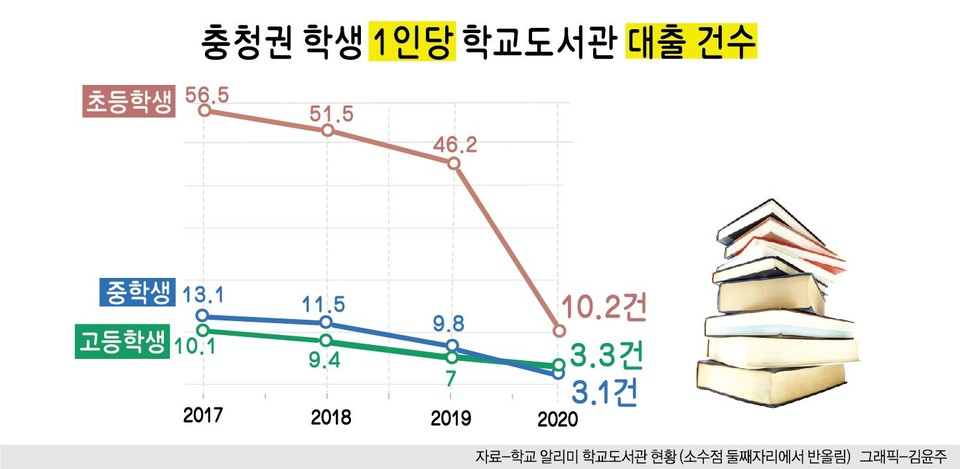 충청권 학생 1인당 학교도서관 대출 건수
초등학생 56.5
51.5
46.2
10.2건
중학생 13.1
11.5
9.8
3.1건
고등학생 10.1
9.4
7
3.3건
2017 2018 2019 2020
자료-학교 알리미 학교도서관 현황(소수점 둘째자리에서 반올림) 그래픽-김윤주